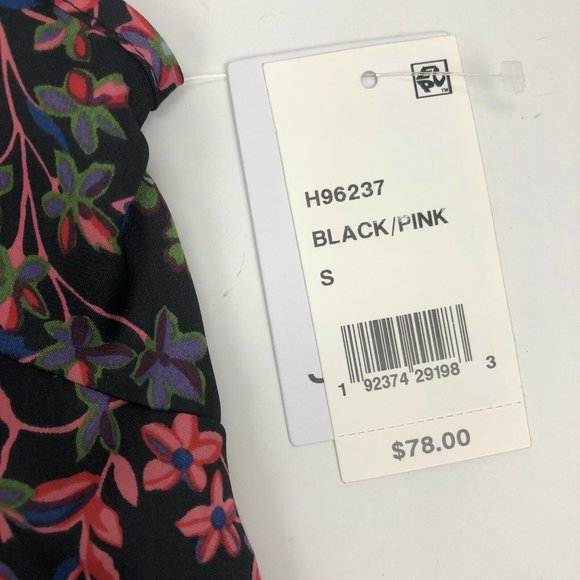 H96237
BLACK/PINK
S
1 92374 29198 3
$78.00